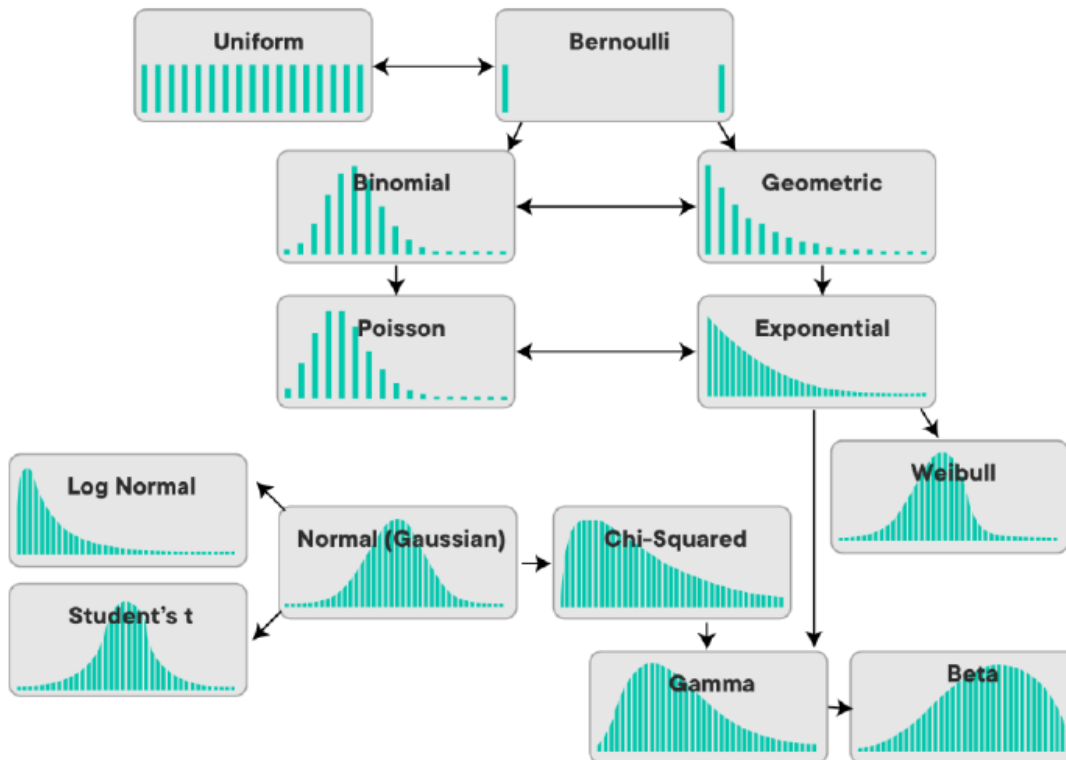 Uniform
Bernoulli
Binomial
Geometric
Poisson
Exponential
Log Normal
Weibull
Normal (Gaussian)
Chi-Squared
Student's t
Gamma
Beta